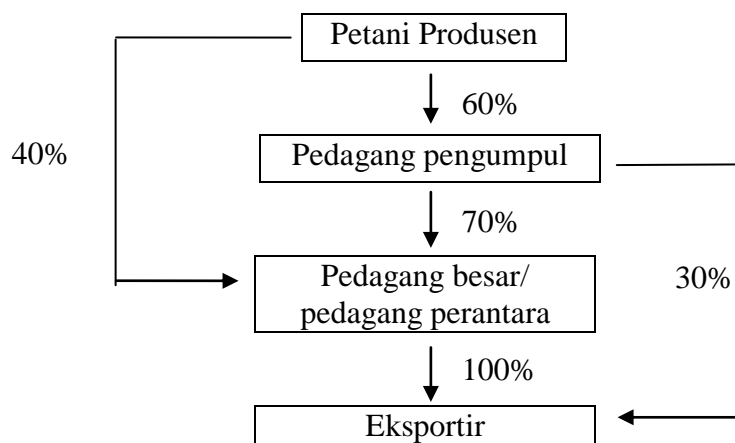 Petani Produsen
60%
40%
Pedagang pengumpul
70%
Pedagang besar/
pedagang perantara
30%
100%
Eksportir